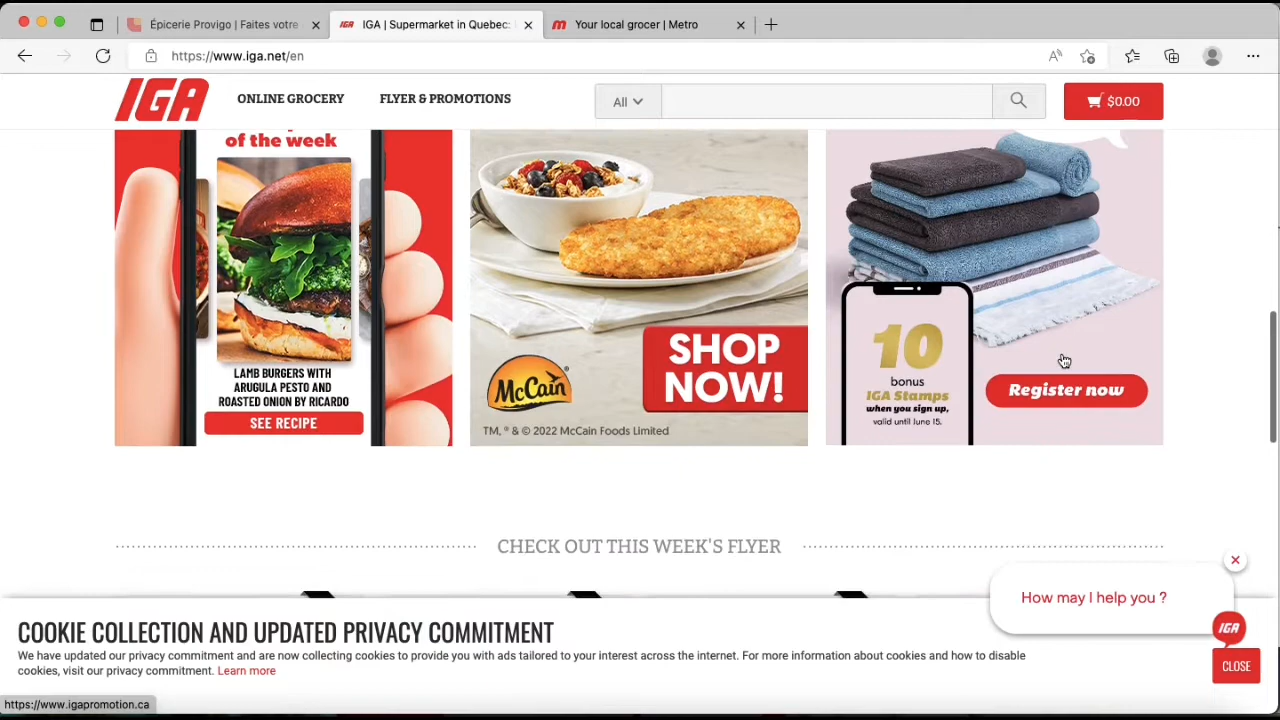 Épicerie Provigo | Faites votre
IGA | Supermarket in Quebec:
Your local grocer | Metro
https://www.iga.net/en
IGA
ONLINE GROCERY
FLYER & PROMOTIONS
All
$0.00
of the week
LAMB BURGERS WITH
ARUGULA PESTO AND
ROASTED ONION BY RICARDO
SEE RECIPE
McCain
SHOP
NOW!
TM, ® & © 2022 McCain Foods Limited
10
bonus
IGA Stamps
when you sign up,
valid until June 15.
Register now
CHECK OUT THIS WEEK'S FLYER
How may I help you ?
IGA
COOKIE COLLECTION AND UPDATED PRIVACY COMMITMENT
We have updated our privacy commitment and are now collecting cookies to provide you with ads tailored to your interest across the internet. For more information about cookies and how to disable
cookies, visit our privacy commitment. Learn more
CLOSE
https://www.igapromotion.ca